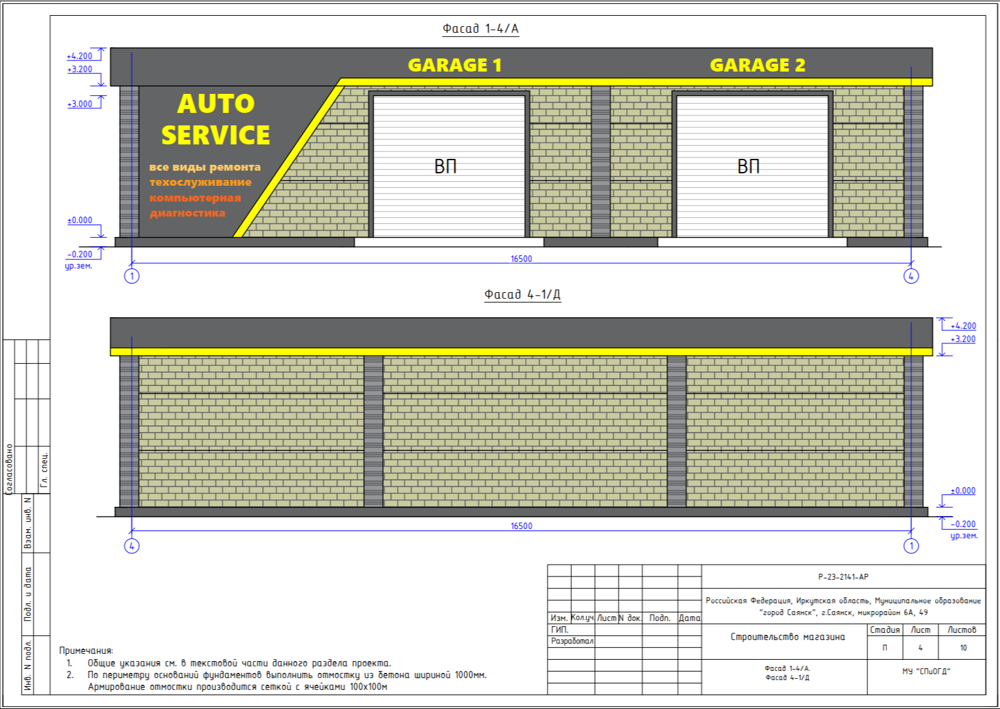 Фасад 1-4/А
+4.200
+3.200
+3.000
±0.000
-0.200
ур.зем.
GARAGE 1
GARAGE 2
AUTO
SERVICE
все виды ремонта
техослуживание
компьютерная
диагностика
ВП
ВП
16500
1
4
Фасад 4-1/Д
+4.200
+3.200
±0.000
-0.200
ур.зем.
16500
4
1
Согласовано
Гл. спец.
Взам. инв. N
Подл. и дата
Инв. N подл.
Примечания:
1. Общие указания см. в текстовой части данного раздела проекта.
2. По периметру оснований фундаментов выполнить отмостку из бетона шириной 1000мм.
Армирование отмостки производится сеткой с ячейками 100х100м
Р-23-2141-АР
Российская Федерация, Иркутская область, Муниципальное образование
"город Саянск", г.Саянск, микрорайон 6А, 49
Изм. Кол.уч. Лист N док. Подп. Дата
ГИП.
Разработал
Строительство магазина
Стадия Лист Листов
П 4 10
Фасад 1-4/А.
Фасад 4-1/Д
МУ "СПиОГД"